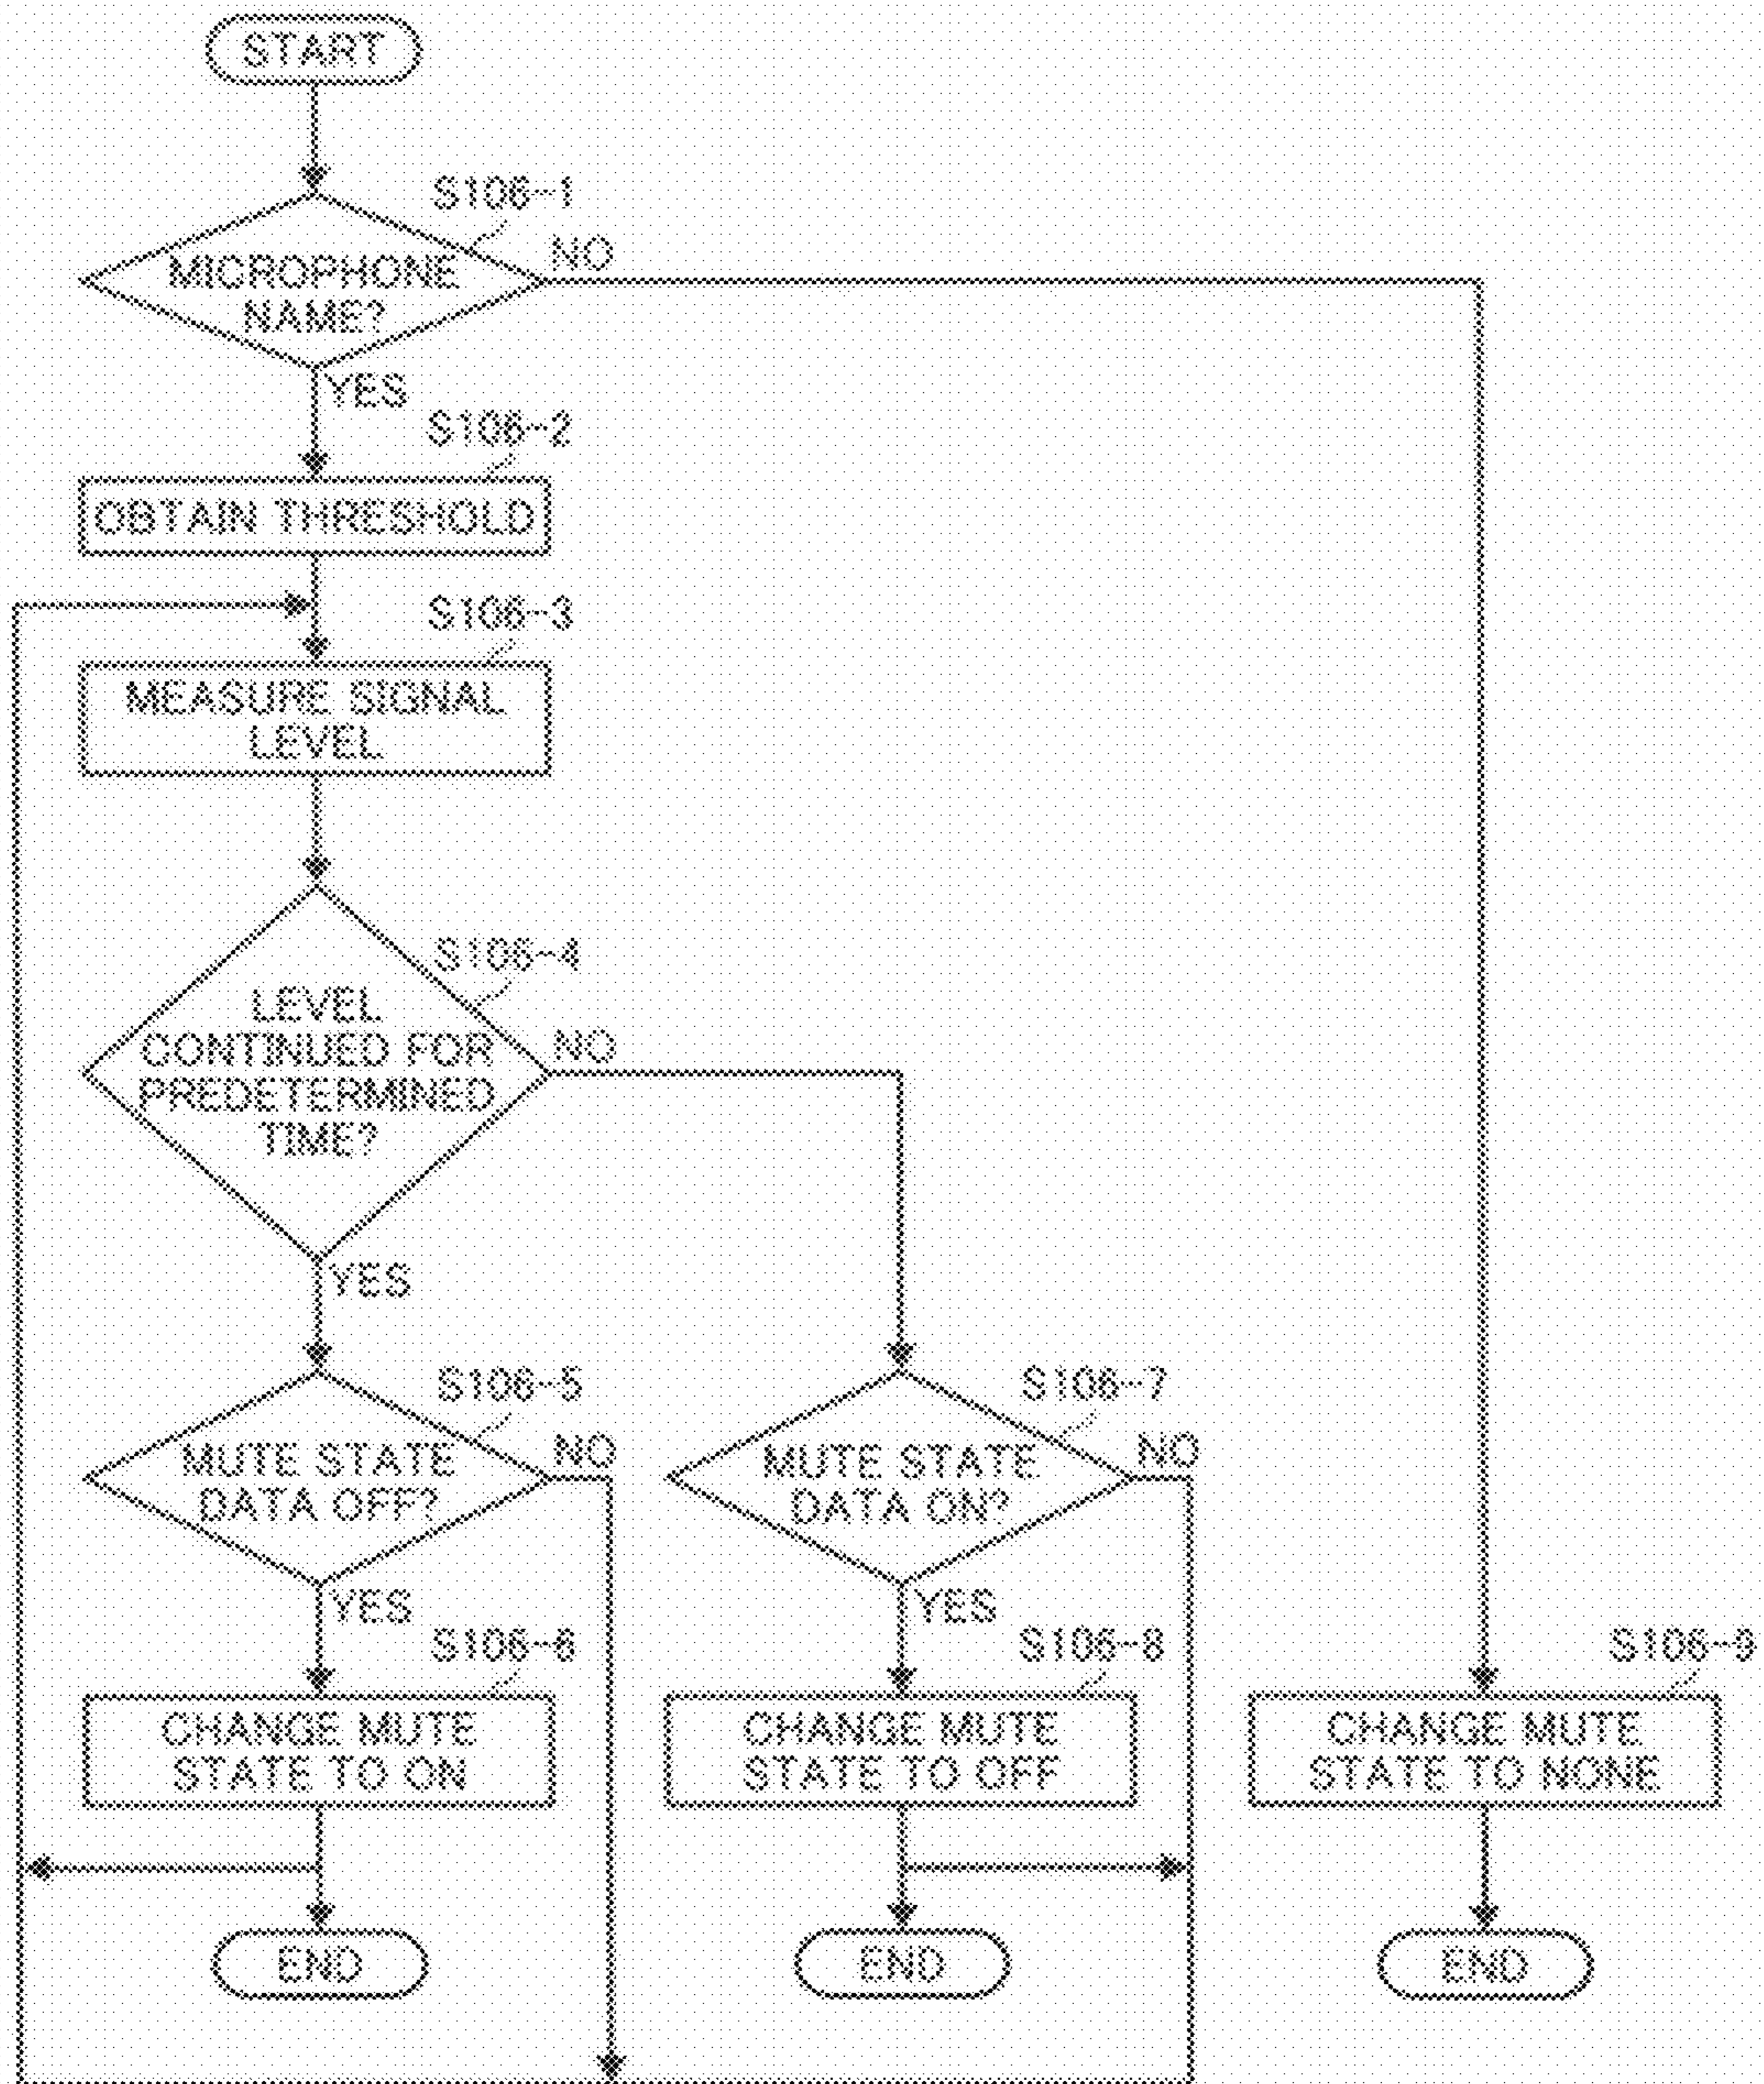 START
S106-1
NO
MICROPHONE
NAME?
YES
S106-2
OBTAIN THRESHOLD
S106-3
MEASURE SIGNAL
LEVEL
S106-4
LEVEL
CONTINUED FOR
PREDETERMINED
TIME?
NO
YES
S106-5
MUTE STATE
DATA OFF?
NO
YES
S106-7
MUTE STATE
DATA ON?
NO
YES
S106-6
CHANGE MUTE
STATE TO ON
S106-8
CHANGE MUTE
STATE TO OFF
S106-9
CHANGE MUTE
STATE TO NONE
END
END
END